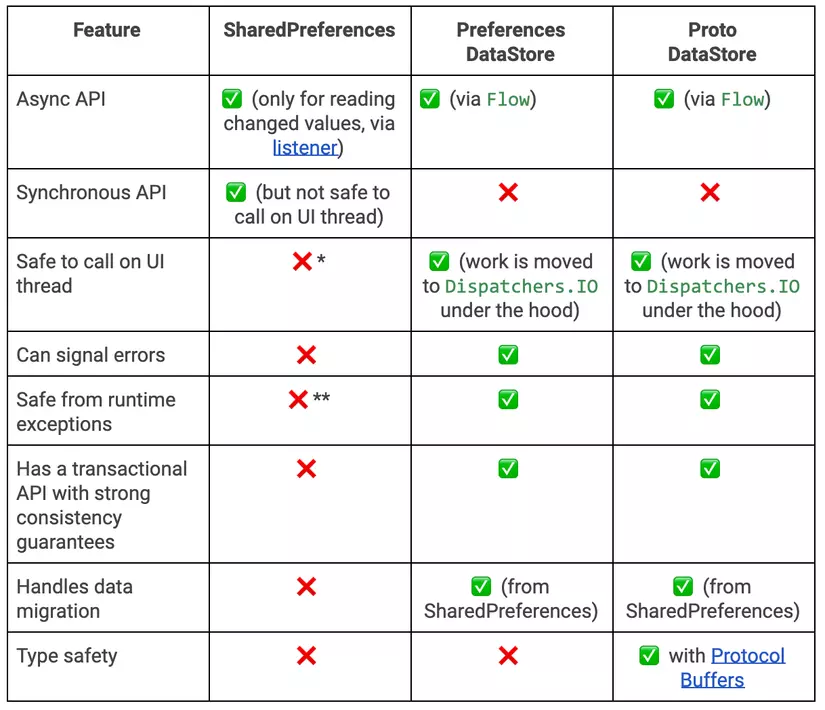 Feature
SharedPreferences
Preferences
DataStore
Proto
DataStore
Async API
✅ (only for reading
changed values, via
listener)
✅ (via Flow)
✅ (via Flow)
Synchronous API
✅ (but not safe to
call on UI thread)
❌
❌
Safe to call on UI
thread
❌ *
✅ (work is moved
to Dispatchers.IO
under the hood)
✅ (work is moved
to Dispatchers.IO
under the hood)
Can signal errors
❌
✅
✅
Safe from runtime
exceptions
❌ **
✅
✅
Has a transactional
API with strong
consistency
guarantees
❌
✅
✅
Handles data
migration
❌
✅ (from
SharedPreferences)
✅ (from
SharedPreferences)
Type safety
❌
❌
✅ with Protocol
Buffers